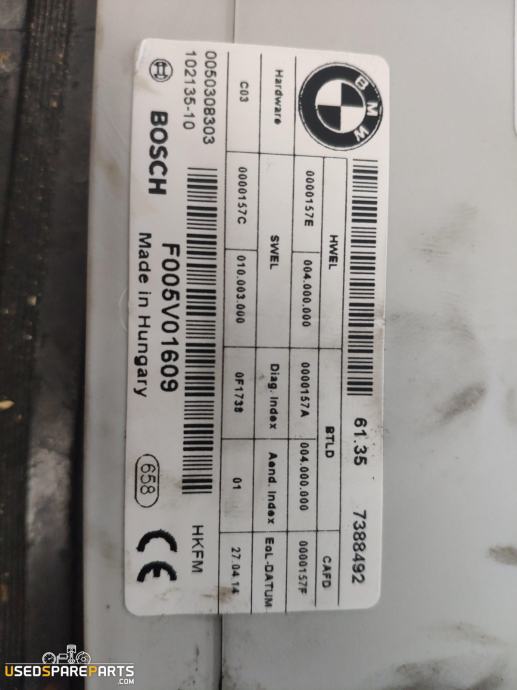 BMW
61.35 7388492
HWEL BTLD CAFD
0000157E 004.000.000 0000157A 004.000.000 0000157F
Hardware SWEL Diag. Index Aend. Index EoL-DATUM
C03 0000157C 010.003.000 0F1738 01 27.04.14
0050308303
102135-10
HKFM
BOSCH F005V01609
Made in Hungary 658 CE
USEDSPAREPARTS
.COM